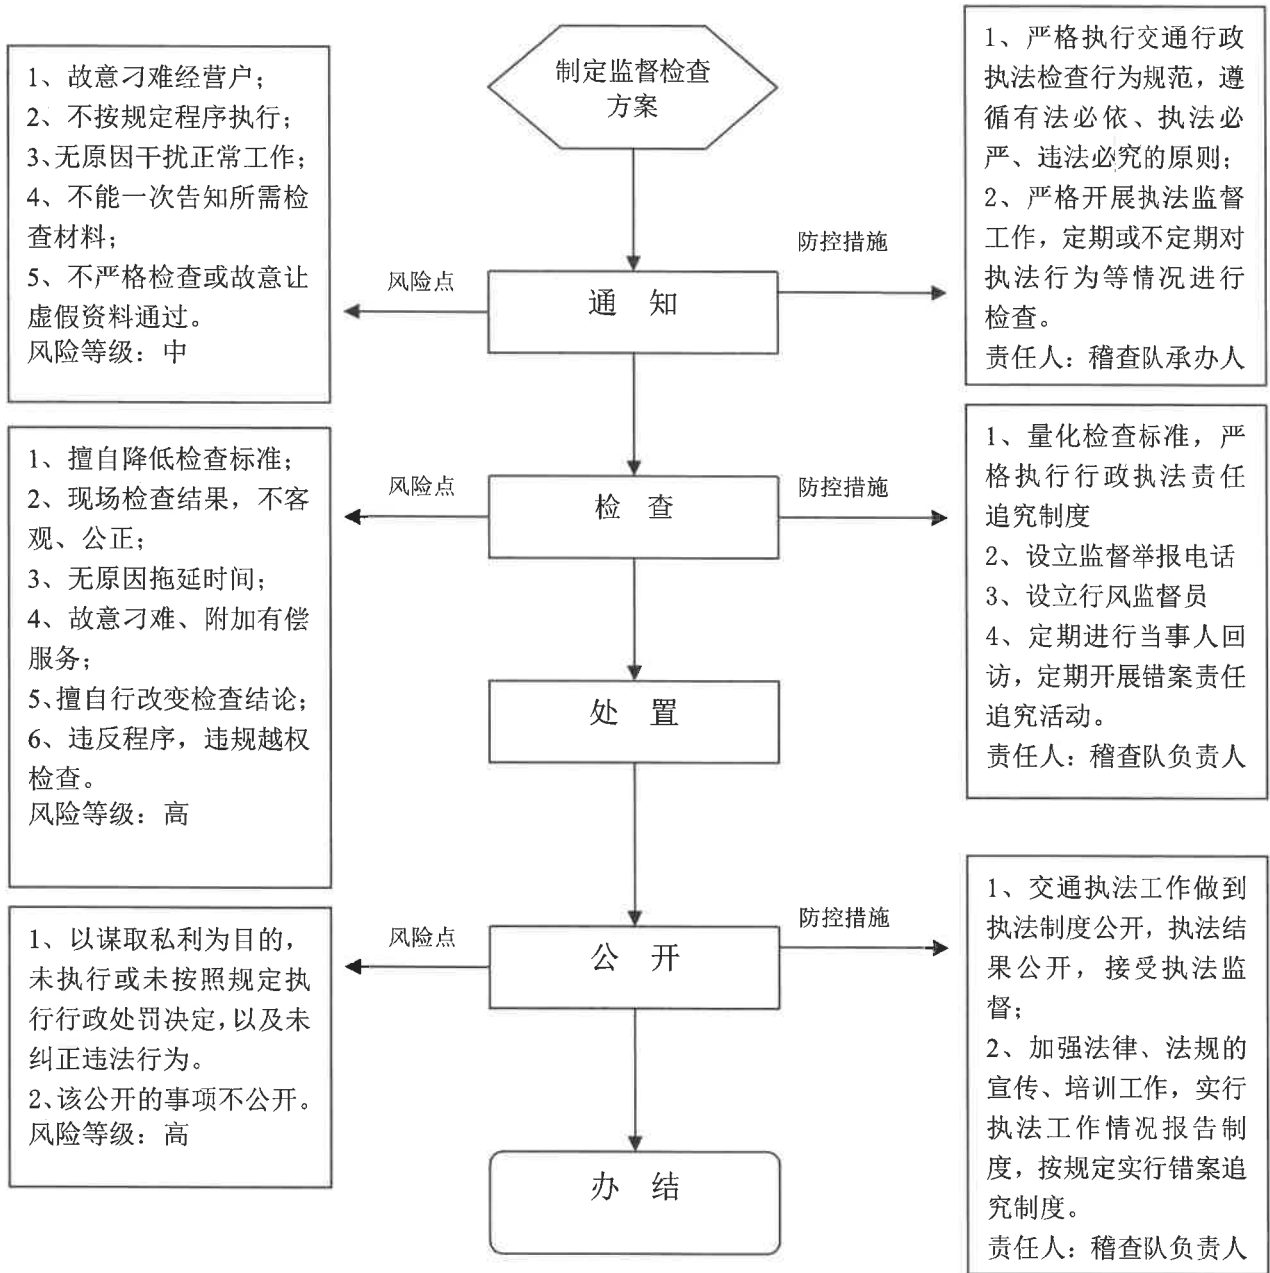 制定监督检查
方案
1、故意刁难经营户；
2、不按规定程序执行；
3、无原因干扰正常工作；
4、不能一次告知所需检
查材料；
5、不严格检查或故意让
虚假资料通过。
风险等级：中
风险点
通 知
防控措施
1、严格执行交通行政
执法检查行为规范，遵
循有法必依、执法必
严、违法必究的原则；
2、严格开展执法监督
工作，定期或不定期对
执法行为等情况进行
检查。
责任人：稽查队承办人
1、擅自降低检查标准；
2、现场检查结果，不客
观、公正；
3、无原因拖延时间；
4、故意刁难、附加有偿
服务；
5、擅自行改变检查结论；
6、违反程序，违规越权
检查。
风险等级：高
风险点
检 查
防控措施
1、量化检查标准，严
格执行行政执法责任
追究制度
2、设立监督举报电话
3、设立行风监督员
4、定期进行当事人回
访，定期开展错案责任
追究活动。
责任人：稽查队负责人
处 置
1、以谋取私利为目的，
未执行或未按照规定执
行行政处罚决定，以及未
纠正违法行为。
2、该公开的事项不公开。
风险等级：高
风险点
公 开
防控措施
1、交通执法工作做到
执法制度公开，执法结
果公开，接受执法监
督；
2、加强法律、法规的
宣传、培训工作，实行
执法工作情况报告制
度，按规定实行错案追
究制度。
责任人：稽查队负责人
办 结